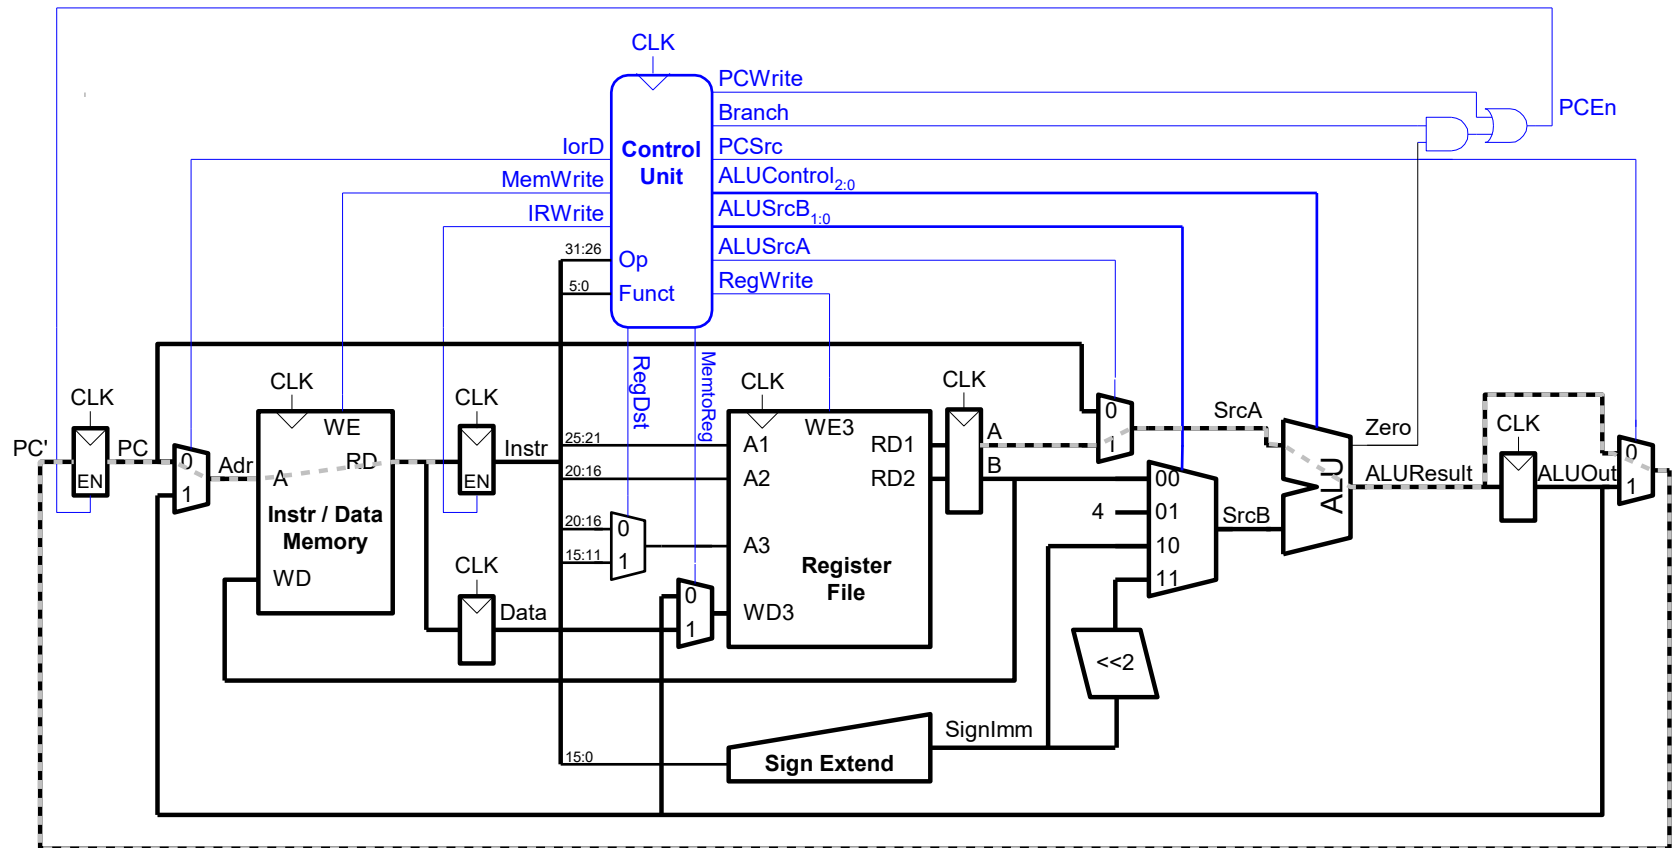 CLK
PCWrite
Branch
PCEn
IorD
Control
Unit
PCSrc
MemWrite
ALUControl2:0
IRWrite
ALUSrcB1:0
31:26
Op
ALUSrcA
5:0
Funct
RegWrite
RegDst
MemtoReg
CLK
CLK
CLK
CLK
CLK
CLK
PC'
PC
EN
0
1
Adr
WE
A
RD
Instr / Data
Memory
WD
EN
Instr
CLK
Data
25:21
20:16
20:16
15:11
0
1
0
1
A1
A2
A3
WD3
WE3
RD1
RD2
Register
File
A
B
0
1
SrcA
00
4
01
10
11
SrcB
<<2
ALU
Zero
ALUResult
ALUOut
0
1
SignImm
15:0
Sign Extend